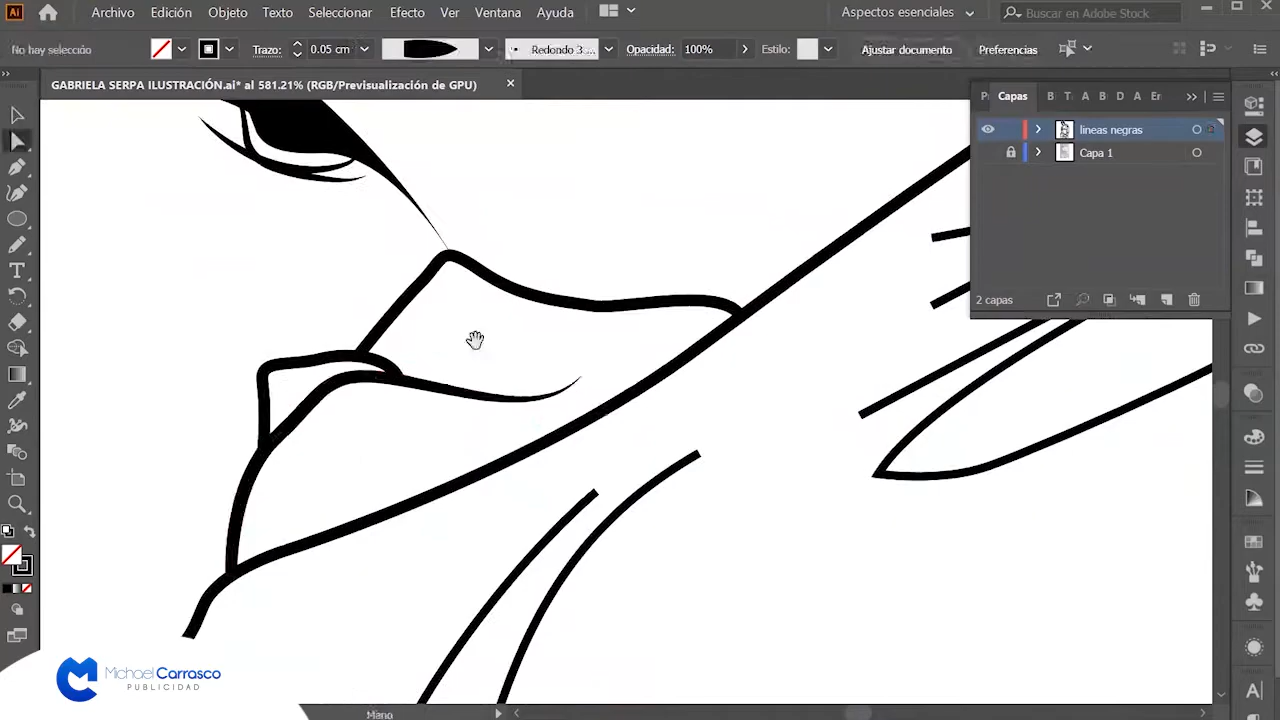 Ai Archivo Edición Objeto Texto Seleccionar Efecto Ver Ventana Ayuda Aspectos esenciales Buscar en Adobe Stock
No hay selección Trazo: 0.05 cm Redondo 3... Opacidad: 100% Estilo: Ajustar documento Preferencias
GABRIELA SERPA ILUSTRACIÓN.ai* al 581.21% (RGB/Previsualización de GPU)
Capas B T A B D A
lineas negras
Capa 1
2 capas
Michael Carrasco
PUBLICIDAD
Mano